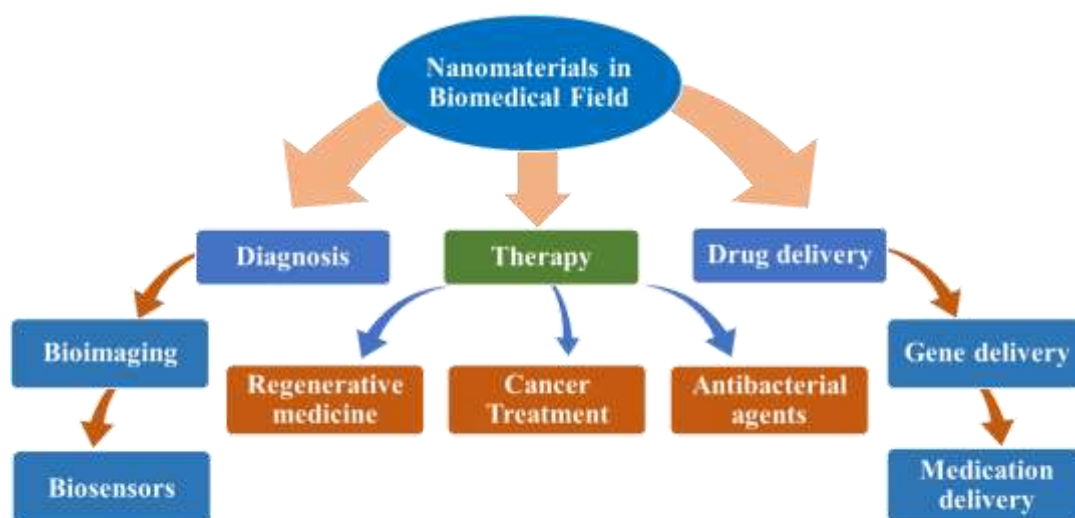 Nanomaterials in
Biomedical Field
Diagnosis
Therapy
Drug delivery
Bioimaging
Gene delivery
Regenerative
medicine
Cancer
Treatment
Antibacterial
agents
Biosensors
Medication
delivery